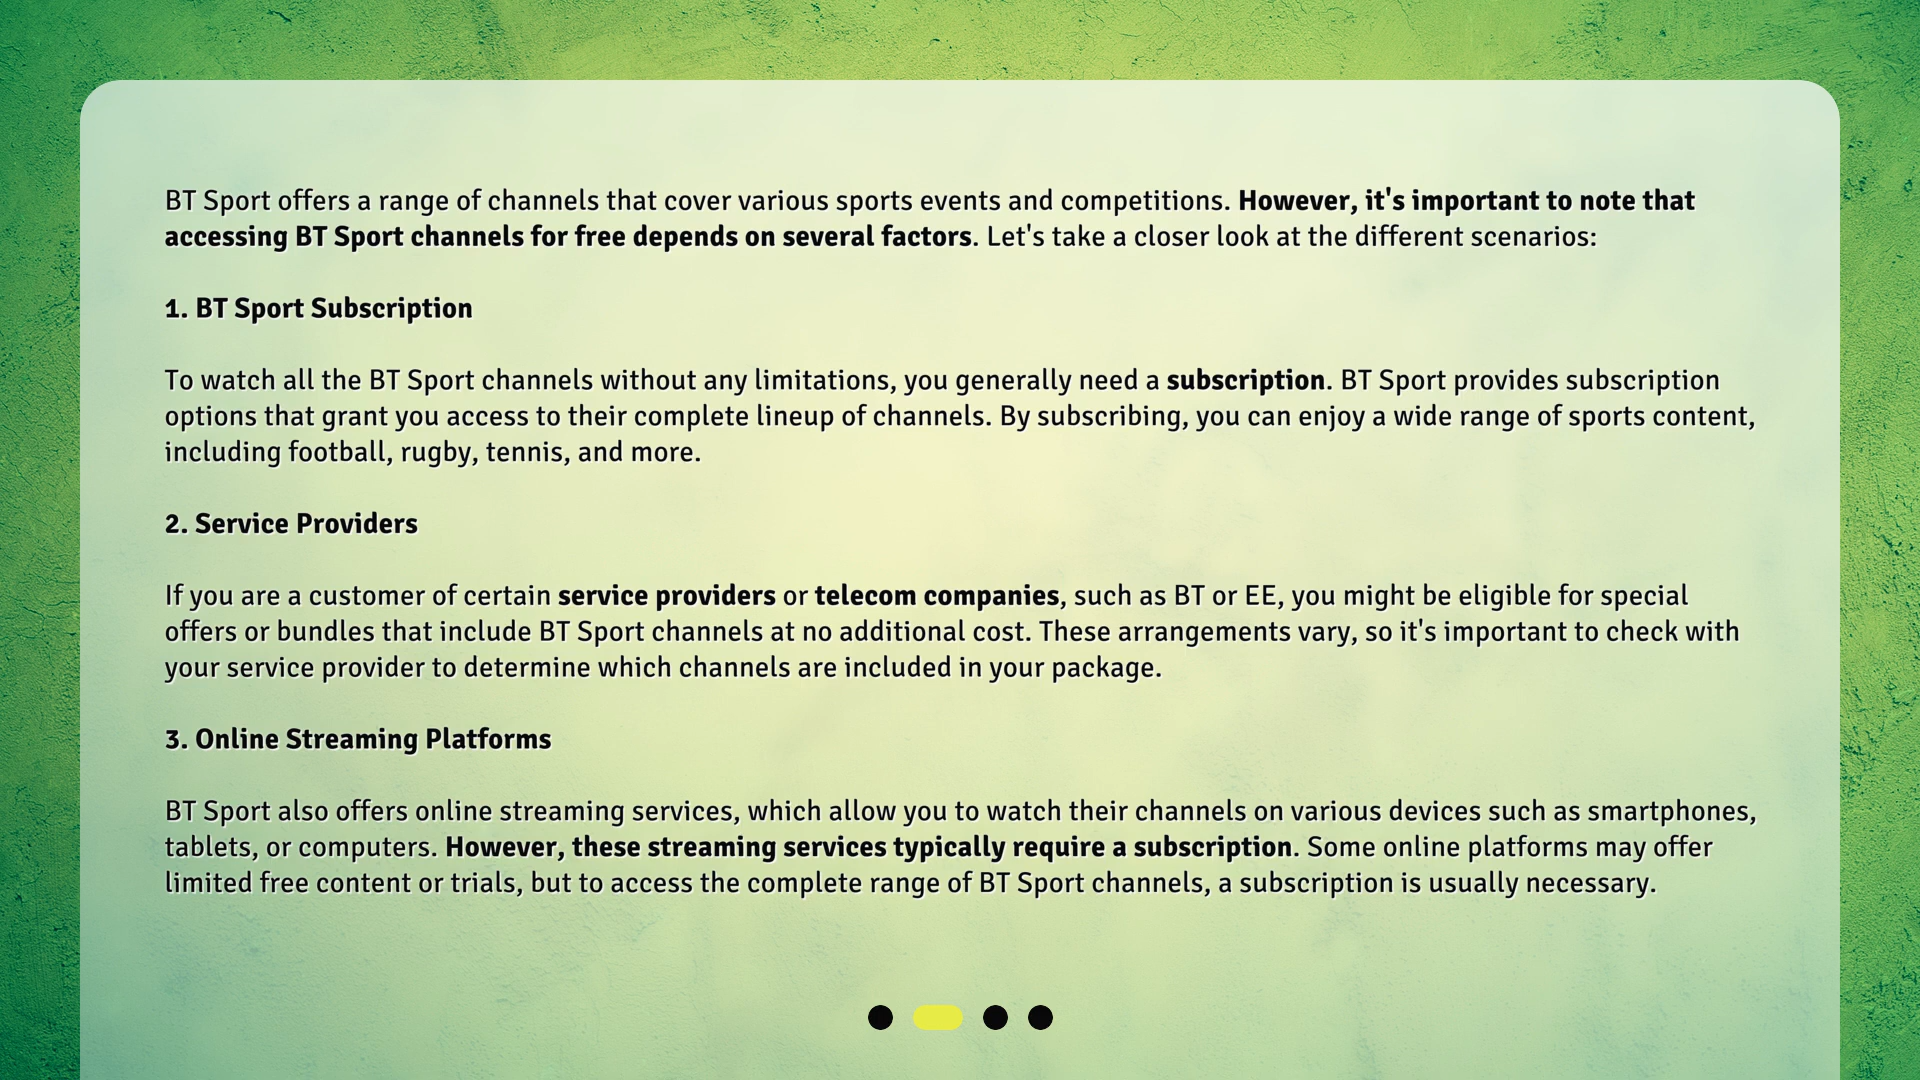 BT Sport offers a range of channels that cover various sports events and competitions. However, it's important to note that
accessing BT Sport channels for free depends on several factors. Let's take a closer look at the different scenarios:
1. BT Sport Subscription
To watch all the BT Sport channels without any limitations, you generally need a subscription. BT Sport provides subscription
options that grant you access to their complete lineup of channels. By subscribing, you can enjoy a wide range of sports content,
including football, rugby, tennis, and more.
2. Service Providers
If you are a customer of certain service providers or telecom companies, such as BT or EE, you might be eligible for special
offers or bundles that include BT Sport channels at no additional cost. These arrangements vary, so it's important to check with
your service provider to determine which channels are included in your package.
3. Online Streaming Platforms
BT Sport also offers online streaming services, which allow you to watch their channels on various devices such as smartphones,
tablets, or computers. However, these streaming services typically require a subscription. Some online platforms may offer
limited free content or trials, but to access the complete range of BT Sport channels, a subscription is usually necessary.